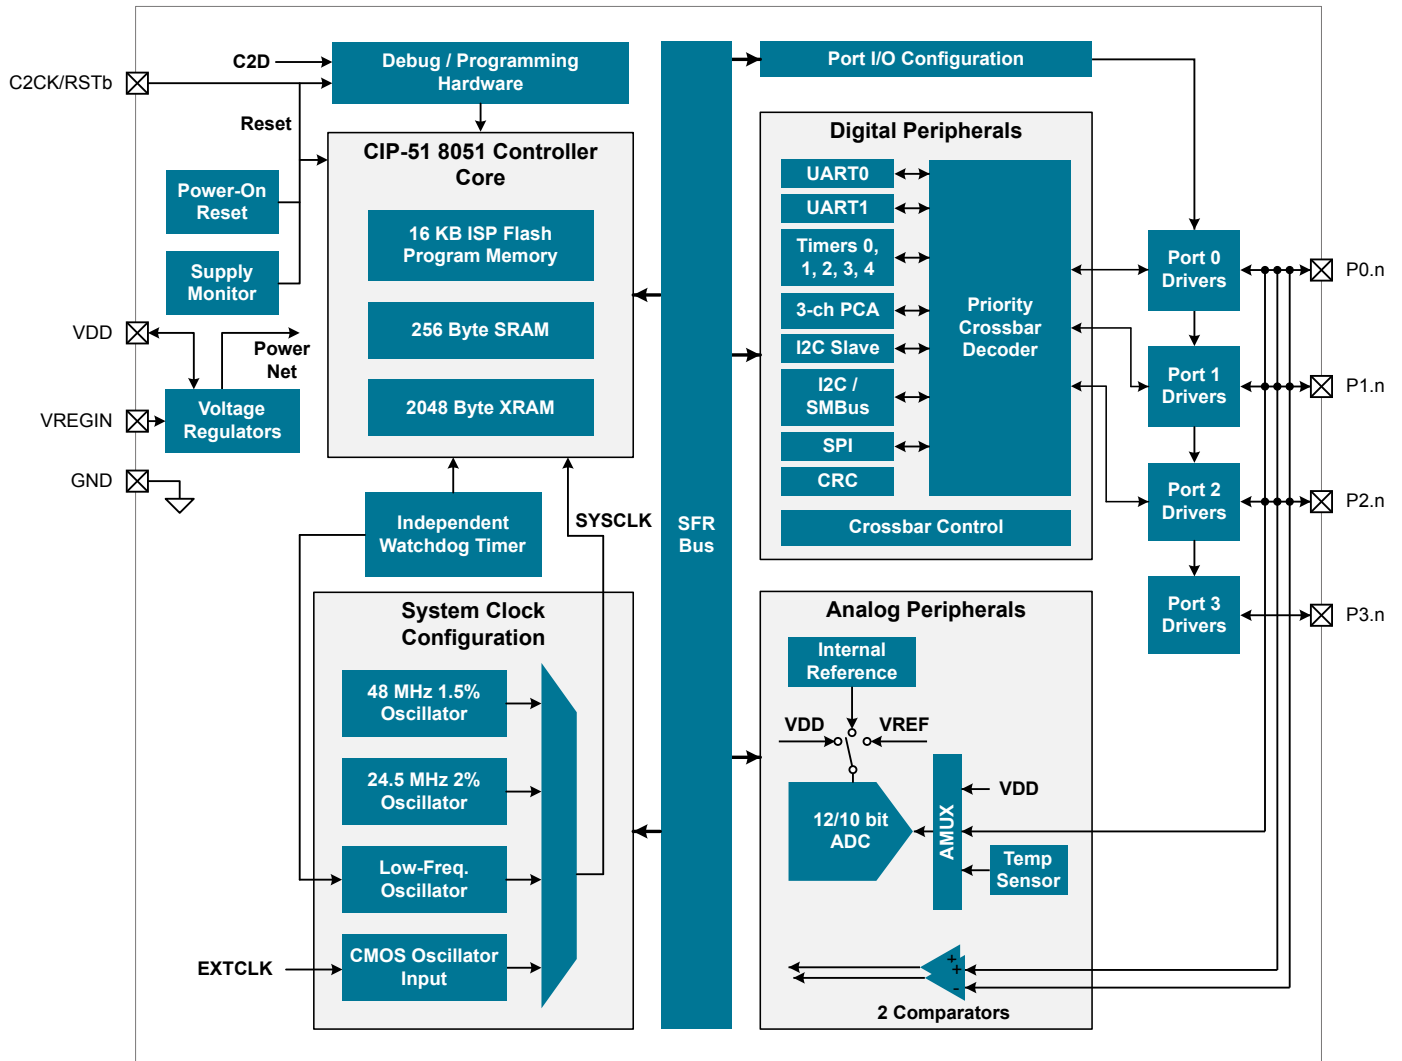 C2CK/RSTb
C2D
Debug / Programming
Hardware
Reset
Power-On
Reset
Supply
Monitor
VDD
Power
Net
Voltage
Regulators
VREGIN
GND
CIP-51 8051 Controller
Core
16 KB ISP Flash
Program Memory
256 Byte SRAM
2048 Byte XRAM
Independent
Watchdog Timer
SYSCLK
System Clock
Configuration
48 MHz 1.5%
Oscillator
24.5 MHz 2%
Oscillator
Low-Freq.
Oscillator
EXTCLK
CMOS Oscillator
Input
SFR
Bus
Port I/O Configuration
Digital Peripherals
UART0
UART1
Timers 0,
1, 2, 3, 4
3-ch PCA
I2C Slave
I2C /
SMBus
SPI
CRC
Priority
Crossbar
Decoder
Crossbar Control
Port 0
Drivers
P0.n
Port 1
Drivers
P1.n
Port 2
Drivers
P2.n
Port 3
Drivers
P3.n
Analog Peripherals
Internal
Reference
VDD
VREF
12/10 bit
ADC
AMUX
VDD
Temp
Sensor
+
+
-
2 Comparators